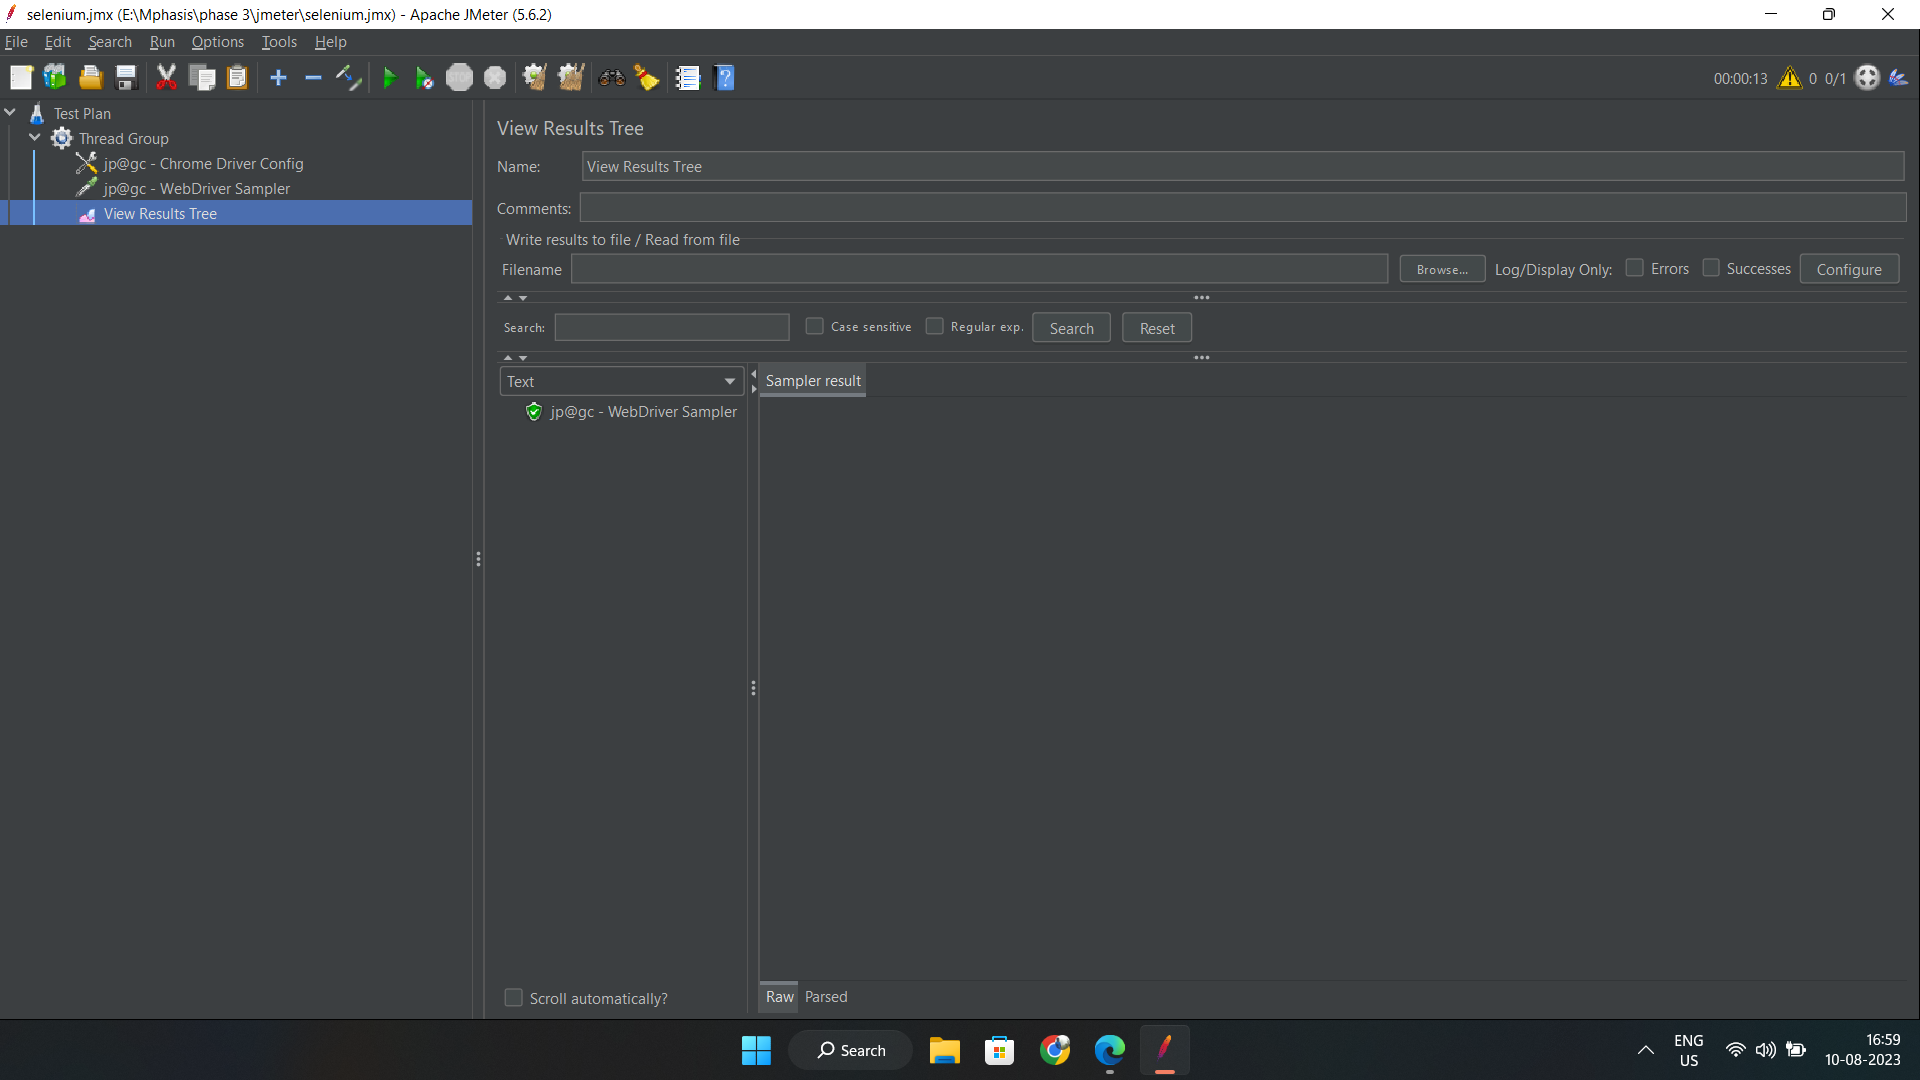 selenium.jmx (E:\Mphasis\phase 3\jmeter\selenium.jmx) - Apache JMeter (5.6.2)
File Edit Search Run Options Tools Help
STOP
00:00:13 0 0/1
Test Plan
Thread Group
jp@gc - Chrome Driver Config
jp@gc - WebDriver Sampler
View Results Tree
View Results Tree
Name: View Results Tree
Comments:
Write results to file / Read from file
Filename Browse... Log/Display Only: Errors Successes Configure
Search: Case sensitive Regular exp. Search Reset
Text
Sampler result
jp@gc - WebDriver Sampler
Scroll automatically?
Raw Parsed
Search
ENG
US
16:59
10-08-2023